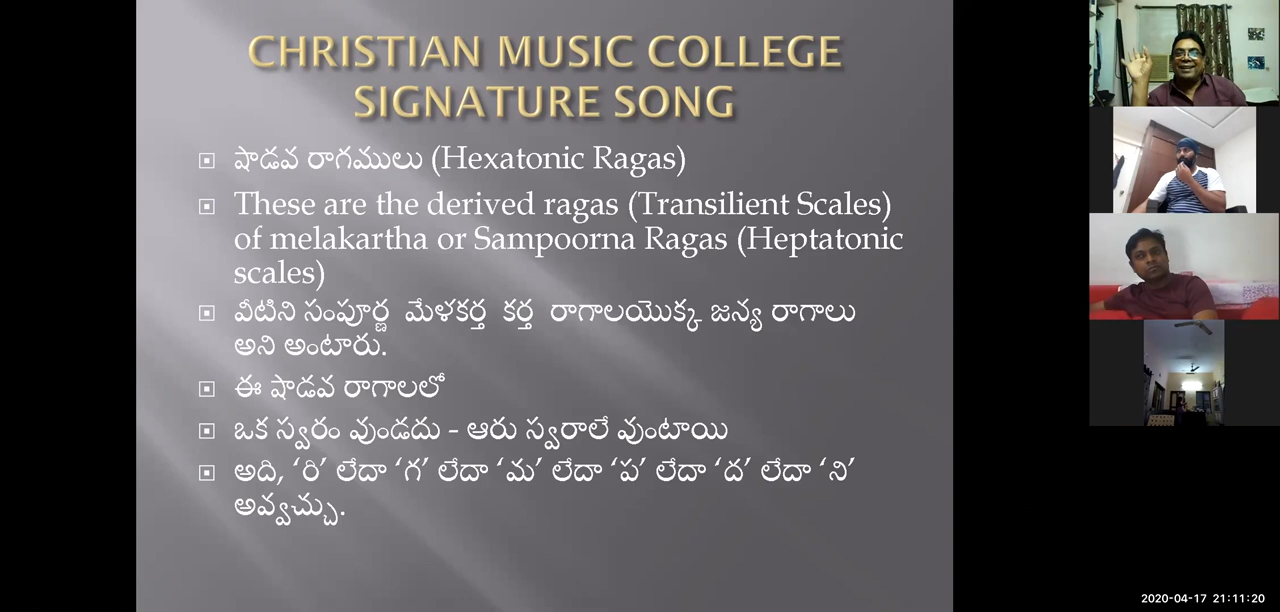 CHRISTIAN MUSIC COLLEGE
SIGNATURE SONG
షాడవ రాగములు (Hexatonic Ragas)
These are the derived ragas (Transilient Scales)
of melakartha or Sampoorna Ragas (Heptatonic
scales)
వీటిని సంపూర్ణ మేళకర్త కర్త రాగాలయొక్క జన్య రాగాలు
అని అంటారు.
ఈ షాడవ రాగాలలో
ఒక స్వరం వుండదు - ఆరు స్వరాలే వుంటాయి
అది, ‘రి’ లేదా ‘గ’ లేదా ‘మ’ లేదా ‘ప’ లేదా ‘ద’ లేదా ‘ని’
అవ్వచ్చు.
2020-04-17 21:11:20